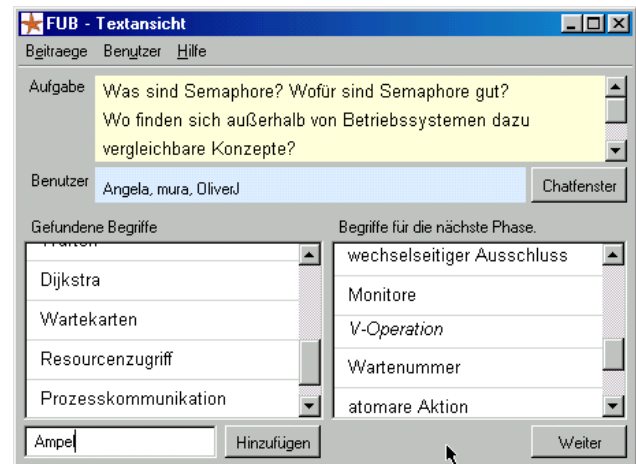 FUB - Textansicht
Beitraege Benutzer Hilfe
Aufgabe
Was sind Semaphore? Wofür sind Semaphore gut?
Wo finden sich außerhalb von Betriebssystemen dazu
vergleichbare Konzepte?
Benutzer
Angela, mura, OliverJ
Chatfenster
Gefundene Begriffe
Dijkstra
Wartekarten
Resourcenzugriff
Prozesskommunikation
Ampel
Hinzufügen
Begriffe für die nächste Phase.
wechselseitiger Ausschluss
Monitore
V-Operation
Wartenummer
atomare Aktion
Weiter